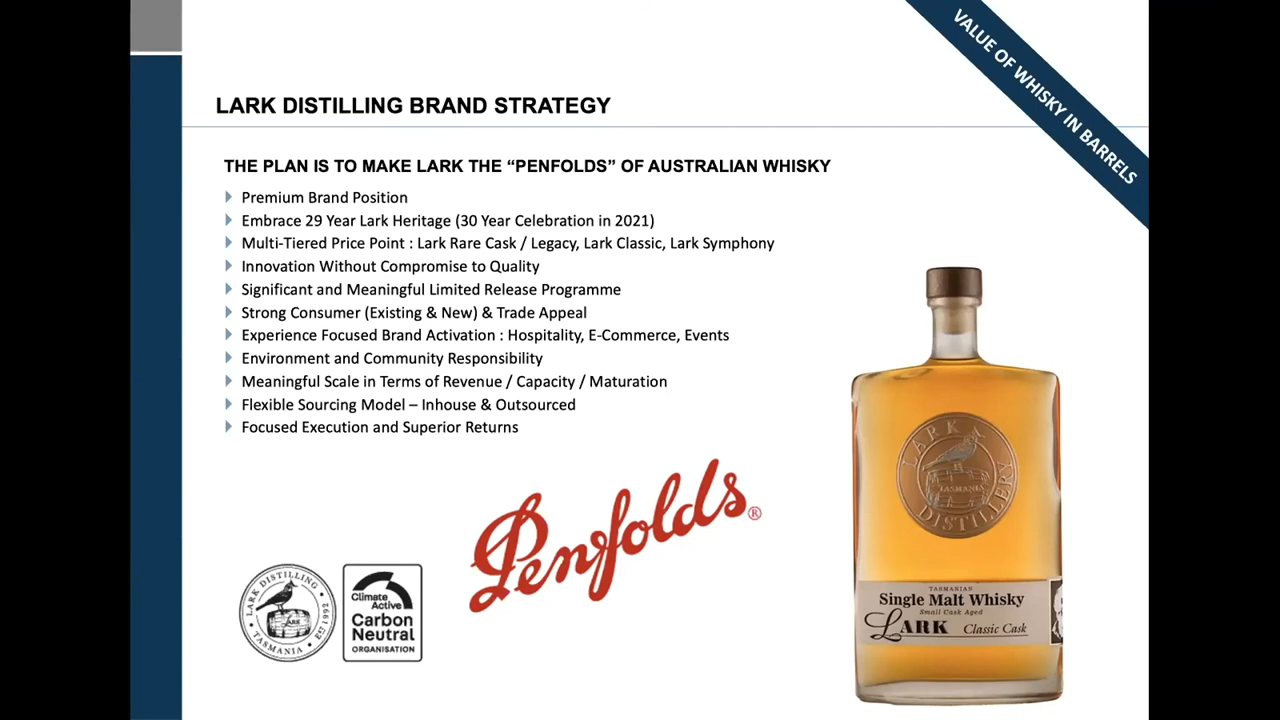 VALUE OF WHISKY IN BARRELS
LARK DISTILLING BRAND STRATEGY
THE PLAN IS TO MAKE LARK THE “PENFOLDS” OF AUSTRALIAN WHISKY
Premium Brand Position
Embrace 29 Year Lark Heritage (30 Year Celebration in 2021)
Multi-Tiered Price Point : Lark Rare Cask / Legacy, Lark Classic, Lark Symphony
Innovation Without Compromise to Quality
Significant and Meaningful Limited Release Programme
Strong Consumer (Existing & New) & Trade Appeal
Experience Focused Brand Activation : Hospitality, E-Commerce, Events
Environment and Community Responsibility
Meaningful Scale in Terms of Revenue / Capacity / Maturation
Flexible Sourcing Model – Inhouse & Outsourced
Focused Execution and Superior Returns
Penfolds®
LARK DISTILLING
LARK
TASMANIA
EST 1992
Climate
Active
Carbon
Neutral
ORGANISATION
LARK
TASMANIA
DISTILLERY
TASMANIAN
Single Malt Whisky
Small Cask Aged
LARK Classic Cask